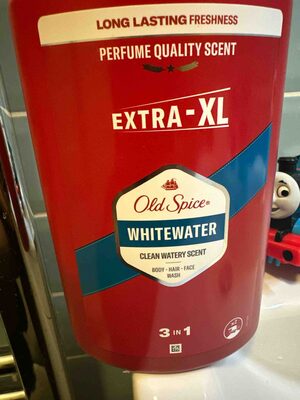 LONG LASTING FRESHNESS
PERFUME QUALITY SCENT
EXTRA-XL
Old Spice®
WHITEWATER
CLEAN WATERY SCENT
BODY - HAIR - FACE
WASH
3 IN 1